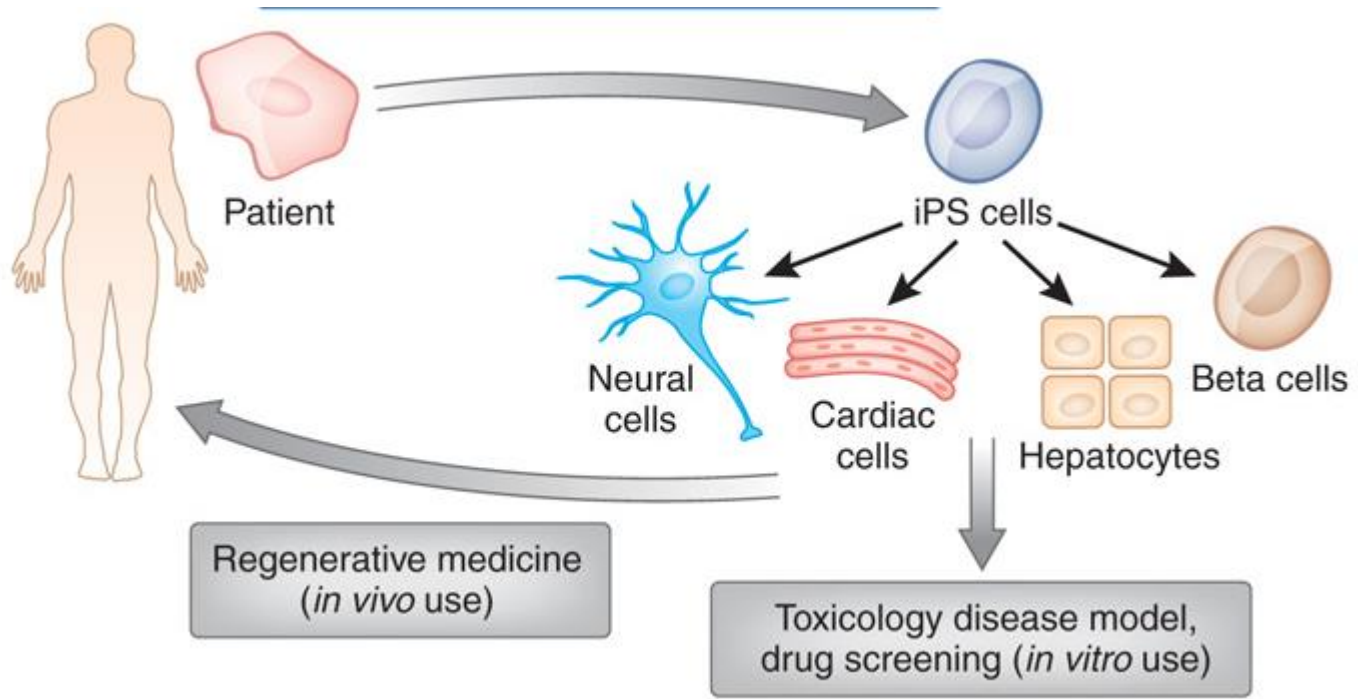 Patient
iPS cells
Neural
cells
Cardiac
cells
Hepatocytes
Beta cells
Regenerative medicine
(in vivo use)
Toxicology disease model,
drug screening (in vitro use)